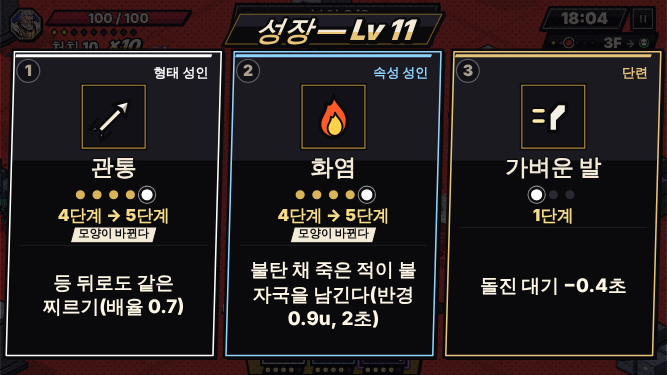 100 / 100
성장 — Lv 11
18:04
처치 10 x10
3F →
1
형태 성인
관통
4단계 → 5단계
모양이 바뀐다
등 뒤로도 같은
찌르기(배율 0.7)
2
속성 성인
화염
4단계 → 5단계
모양이 바뀐다
불탄 채 죽은 적이 불
자국을 남긴다(반경
0.9u, 2초)
3
단련
가벼운 발
1단계
돌진 대기 −0.4초